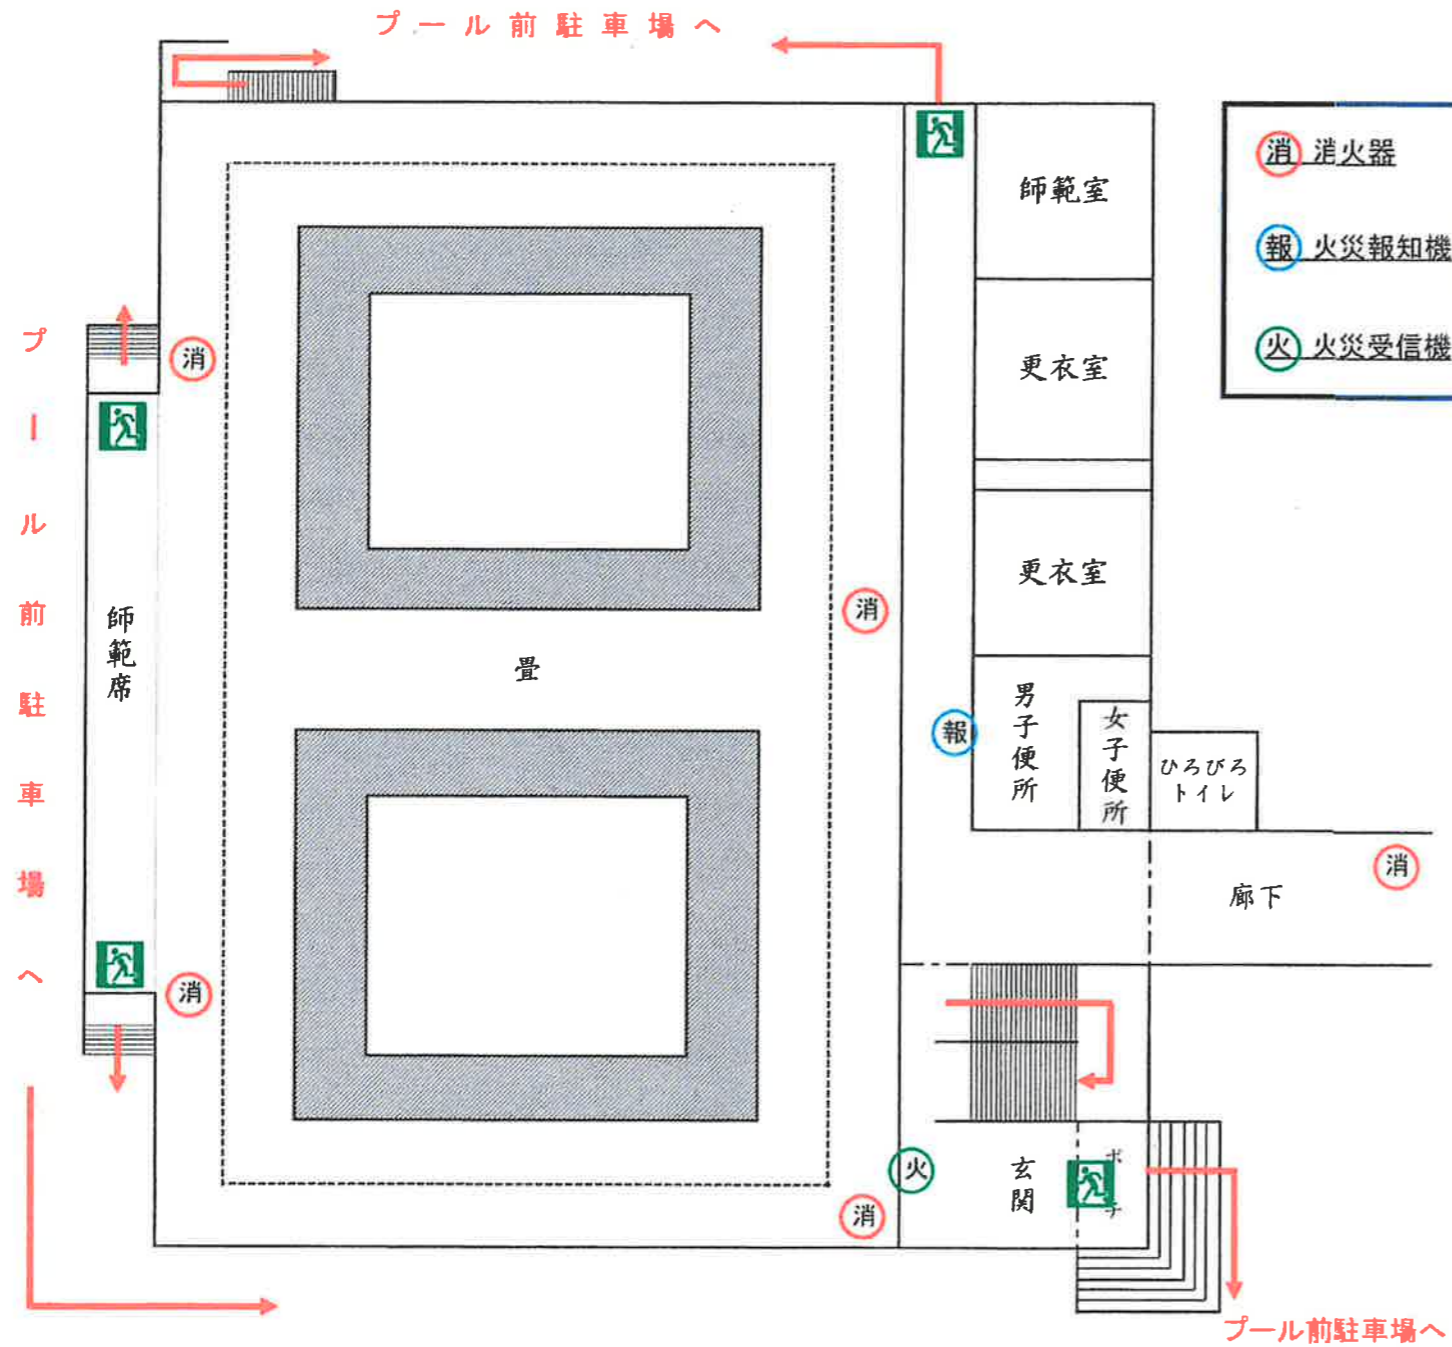 プール前駐車場へ
消 消火器
報 火災報知機
火 火災受信機
師範室
更衣室
更衣室
男子便所
女子便所
ひろびろ
トイレ
報
消
消
消
消
消
廊下
畳
師範席
プール前駐車場へ
火
玄関
プール前駐車場へ